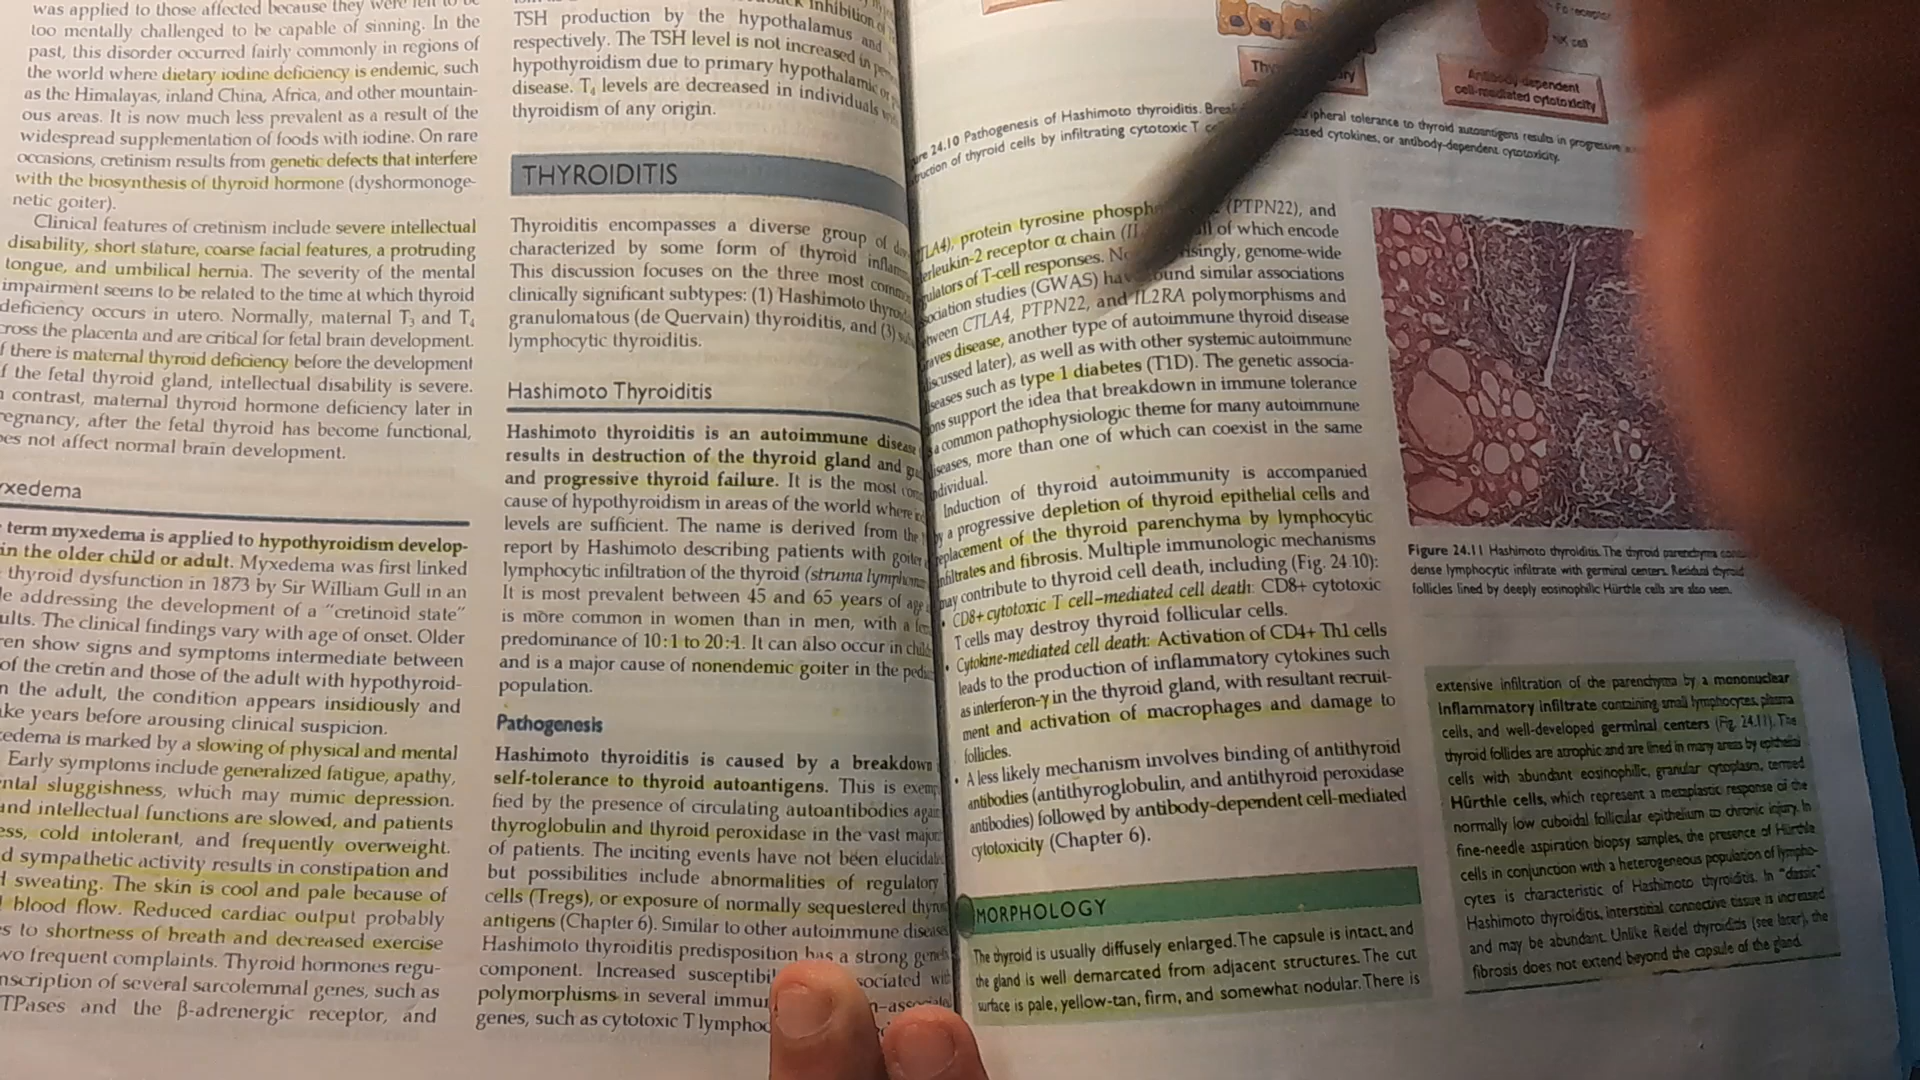 was applied to those affected because they were
too mentally challenged to be capable of sinning. In the
past, this disorder occurred fairly commonly in regions of
the world where dietary iodine deficiency is endemic, such
as the Himalayas, inland China, Africa, and other mountain-
ous areas. It is now much less prevalent as a result of the
widespread supplementation of foods with iodine. On rare
occasions, cretinism results from genetic defects that interfere
with the biosynthesis of thyroid hormone (dyshormonoge-
netic goiter).
Clinical features of cretinism include severe intellectual
disability, short stature, coarse facial features, a protruding
tongue, and umbilical hernia. The severity of the mental
impairment seems to be related to the time at which thyroid
deficiency occurs in utero. Normally, maternal T3 and T4
cross the placenta and are critical for fetal brain development.
f there is maternal thyroid deficiency before the development
f the fetal thyroid gland, intellectual disability is severe.
contrast, maternal thyroid hormone deficiency later in
regnancy, after the fetal thyroid has become functional,
oes not affect normal brain development.
yxedema
term myxedema is applied to hypothyroidism develop-
in the older child or adult. Myxedema was first linked
thyroid dysfunction in 1873 by Sir William Gull in an
le addressing the development of a “cretinoid state”
ults. The clinical findings vary with age of onset. Older
ren show signs and symptoms intermediate between
of the cretin and those of the adult with hypothyroid-
n the adult, the condition appears insidiously and
ake years before arousing clinical suspicion.
xedema is marked by a slowing of physical and mental
Early symptoms include generalized fatigue, apathy,
ntal sluggishness, which may mimic depression.
and intellectual functions are slowed, and patients
ess, cold intolerant, and frequently overweight.
d sympathetic activity results in constipation and
d sweating. The skin is cool and pale because of
blood flow. Reduced cardiac output probably
s to shortness of breath and decreased exercise
wo frequent complaints. Thyroid hormones regu-
nscription of several sarcolemmal genes, such as
TPases and the β-adrenergic receptor, and
inhibition of
TSH production by the hypothalamus and
respectively. The TSH level is not increased in
hypothyroidism due to primary hypothalamic or
disease. T4 levels are decreased in individuals
thyroidism of any origin.
THYROIDITIS
Thyroiditis encompasses a diverse group of
characterized by some form of thyroid
This discussion focuses on the three most
clinically significant subtypes: (1) Hashimoto
granulomatous (de Quervain) thyroiditis, and (3)
lymphocytic thyroiditis.
Hashimoto Thyroiditis
Hashimoto thyroiditis is an autoimmune disease
results in destruction of the thyroid gland and
and progressive thyroid failure. It is the most
cause of hypothyroidism in areas of the world where
levels are sufficient. The name is derived from the
report by Hashimoto describing patients with goiter
lymphocytic infiltration of the thyroid (struma
It is most prevalent between 45 and 65 years of age
is more common in women than in men, with a
predominance of 10:1 to 20:1. It can also occur in
and is a major cause of nonendemic goiter in the
population.
Pathogenesis
Hashimoto thyroiditis is caused by a breakdown
self-tolerance to thyroid autoantigens. This is
fied by the presence of circulating autoantibodies
thyroglobulin and thyroid peroxidase in the vast
of patients. The inciting events have not been
but possibilities include abnormalities of regulatory
cells (Tregs), or exposure of normally sequestered
antigens (Chapter 6). Similar to other autoimmune
Hashimoto thyroiditis predisposition has a strong
component. Increased
polymorphisms in several
genes, such as cytotoxic T
Fc receptor
NK cell
Antibody-dependent
cell-mediated cytotoxicity
24.10 Pathogenesis of Hashimoto thyroiditis. tolerance to thyroid autoantigens results in progressive
of thyroid cells by infiltrating cytotoxic T cytokines, or antibody-dependent cytotoxicity.
CTLA4), protein tyrosine (PTPN22), and
erleukin-2 receptor α chain of which encode
ulators of T-cell responses. genome-wide
sociation studies (GWAS) have found similar associations
tween CTLA4, PTPN22, and IL2RA polymorphisms and
raves disease, another type of autoimmune thyroid disease
iscussed later), as well as with other systemic autoimmune
seases such as type 1 diabetes (T1D). The genetic associa-
ons support the idea that breakdown in immune tolerance
a common pathophysiologic theme for many autoimmune
iseases, more than one of which can coexist in the same
ndividual.
Induction of thyroid autoimmunity is accompanied
by a progressive depletion of thyroid epithelial cells and
replacement of the thyroid parenchyma by lymphocytic
infiltrates and fibrosis. Multiple immunologic mechanisms
may contribute to thyroid cell death, including (Fig. 24.10):
• CD8+ cytotoxic T cell–mediated cell death: CD8+ cytotoxic
T cells may destroy thyroid follicular cells.
• Cytokine-mediated cell death: Activation of CD4+ Th1 cells
leads to the production of inflammatory cytokines such
as interferon-γ in the thyroid gland, with resultant recruit-
ment and activation of macrophages and damage to
follicles.
• A less likely mechanism involves binding of antithyroid
antibodies (antithyroglobulin, and antithyroid peroxidase
antibodies) followed by antibody-dependent cell-mediated
cytotoxicity (Chapter 6).
MORPHOLOGY
The thyroid is usually diffusely enlarged. The capsule is intact, and
the gland is well demarcated from adjacent structures. The cut
surface is pale, yellow-tan, firm, and somewhat nodular. There is
Figure 24.11 Hashimoto thyroiditis. The thyroid parenchyma
dense lymphocytic infiltrate with germinal centers. Residual thyroid
follicles lined by deeply eosinophilic Hürthle cells are also seen.
extensive infiltration of the parenchyma by a mononuclear
inflammatory infiltrate containing small lymphocytes, plasma
cells, and well-developed germinal centers (Fig. 24.11). The
thyroid follicles are atrophic and are lined in many areas by epithelial
cells with abundant eosinophilic, granular cytoplasm, termed
Hürthle cells, which represent a metaplastic response of the
normally low cuboidal follicular epithelium to chronic injury. In
fine-needle aspiration biopsy samples, the presence of Hürthle
cells in conjunction with a heterogeneous population of lympho-
cytes is characteristic of Hashimoto thyroiditis. In “classic”
Hashimoto thyroiditis, interstitial connective tissue is increased
and may be abundant. Unlike Reidel thyroiditis (see later), the
fibrosis does not extend beyond the capsule of the gland.